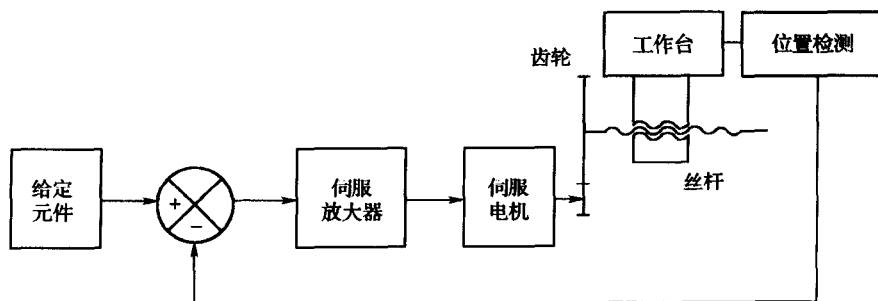 工作台
位置检测
齿轮
给定
元件
+
−
伺服
放大器
伺服
电机
丝杆